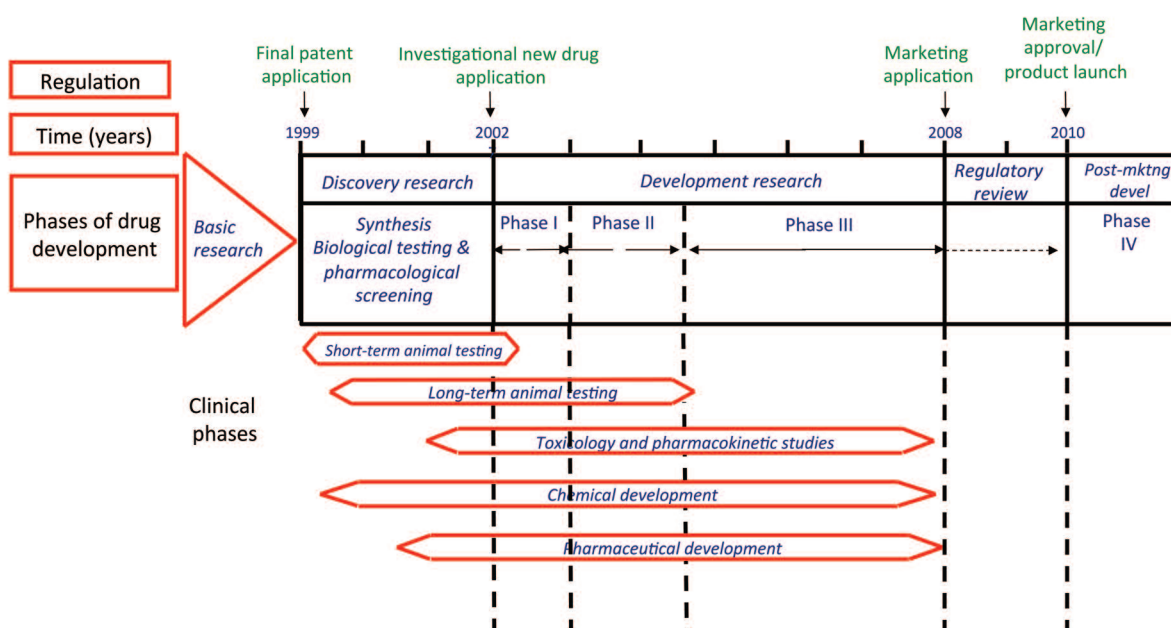 Final patent
application
Investigational new drug
application
Marketing
application
Marketing
approval/
product launch
Regulation
Time (years)
1999
2002
2008
2010
Phases of drug
development
Basic
research
Discovery research
Development research
Regulatory
review
Post-mktng
devel
Synthesis
Biological testing &
pharmacological
screening
Phase I
Phase II
Phase III
Phase
IV
Short-term animal testing
Long-term animal testing
Clinical
phases
Toxicology and pharmacokinetic studies
Chemical development
Pharmaceutical development